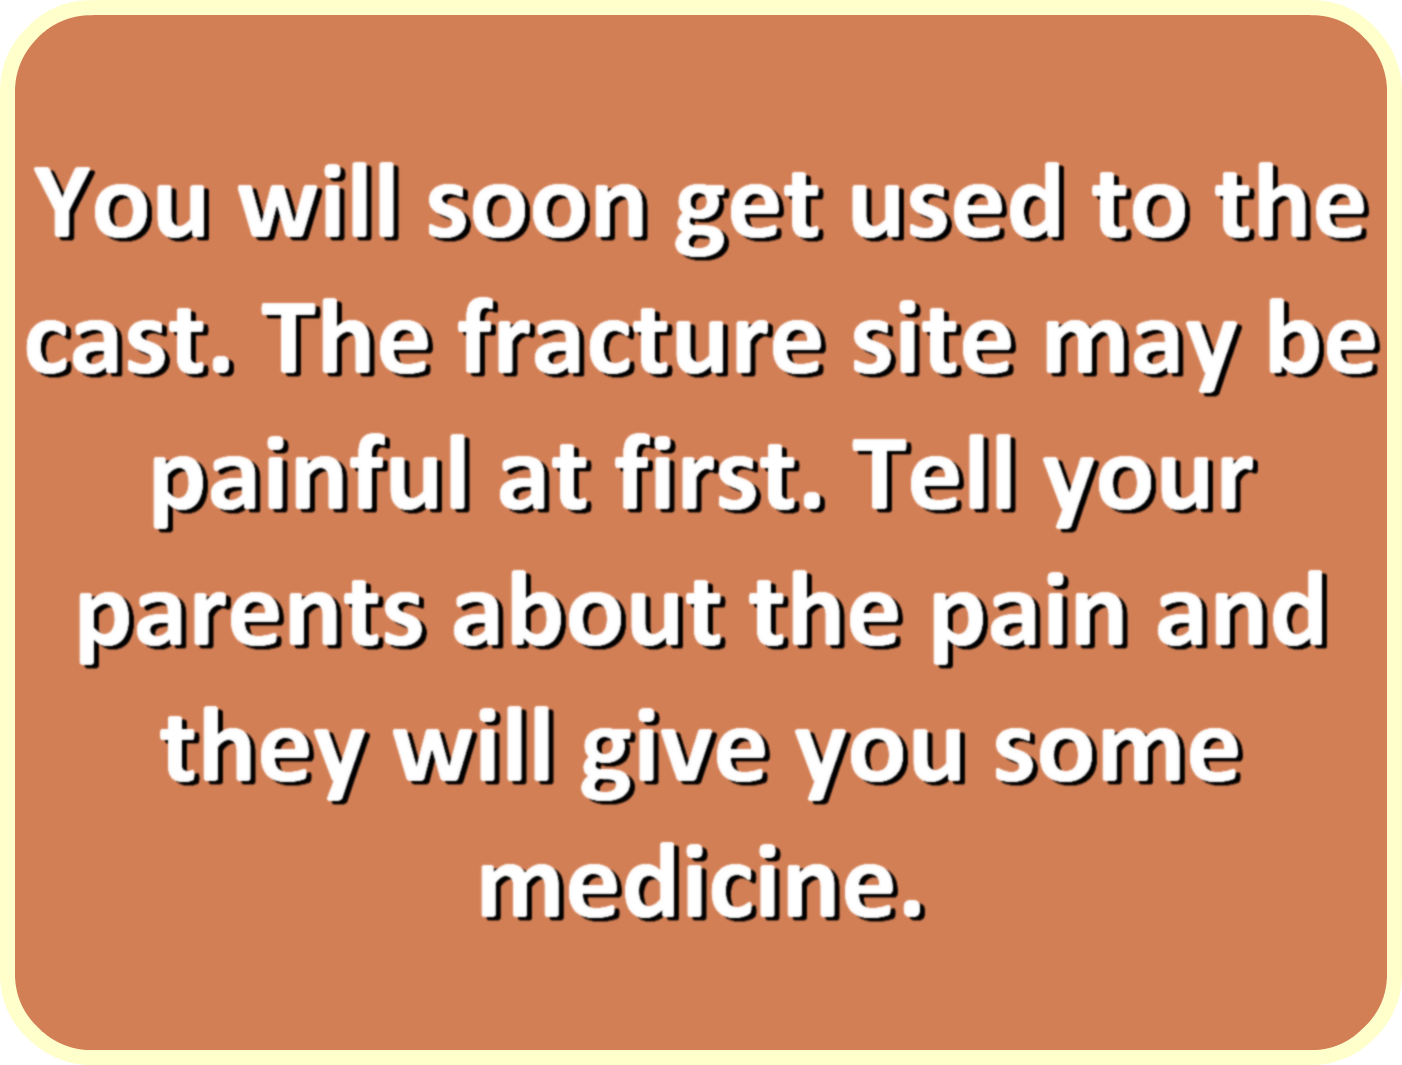 You will soon get used to the
cast. The fracture site may be
painful at first. Tell your
parents about the pain and
they will give you some
medicine.